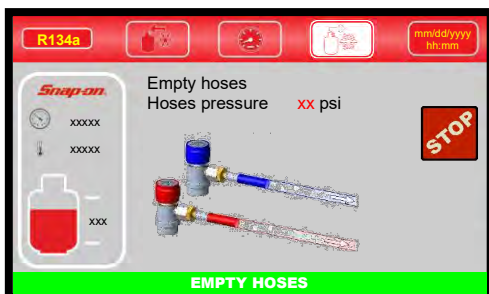 R134a
mm/dd/yyyy
hh:mm
Snap-on
xxxxx
xxxxx
xxx
Empty hoses
Hoses pressure xx psi
STOP
EMPTY HOSES